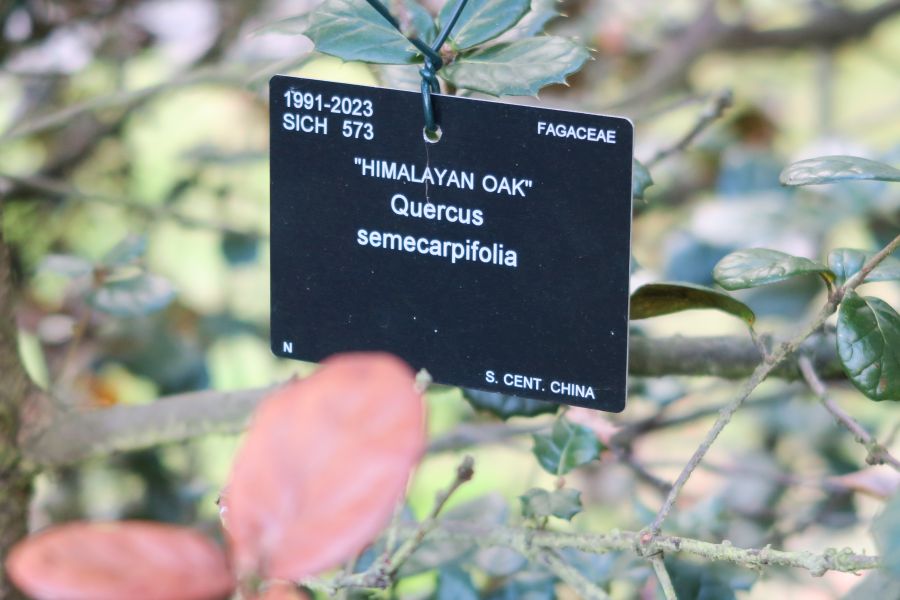 1991-2023
SICH 573
FAGACEAE
"HIMALAYAN OAK"
Quercus
semecarpifolia
N
S. CENT. CHINA